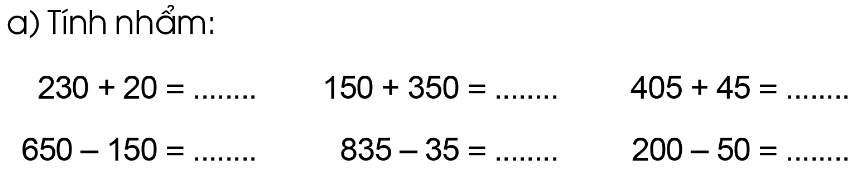 a) Tính nhẩm:
230 + 20 = ........ 150 + 350 = ........ 405 + 45 = ........
650 – 150 = ........ 835 – 35 = ........ 200 – 50 = ........